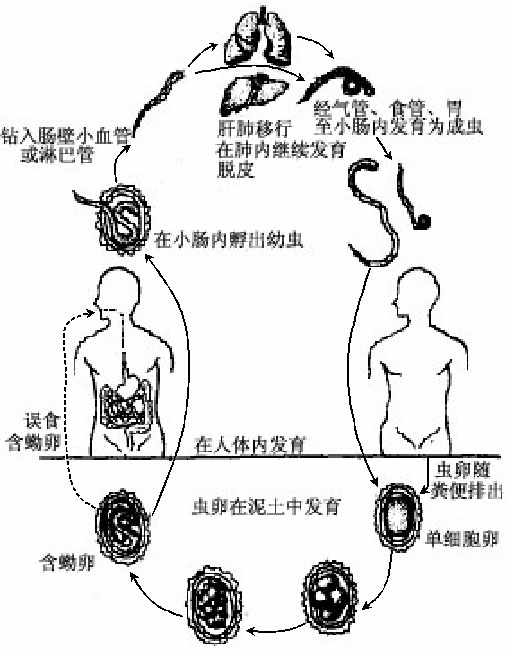 钻入肠壁小血管
或淋巴管
肝肺移行
在肺内继续发育
脱皮
经气管、食管、胃
至小肠内发育为成虫
在小肠内孵出幼虫
误食
含蚴卵
在人体内发育
虫卵随
粪便排出
虫卵在泥土中发育
单细胞卵
含蚴卵